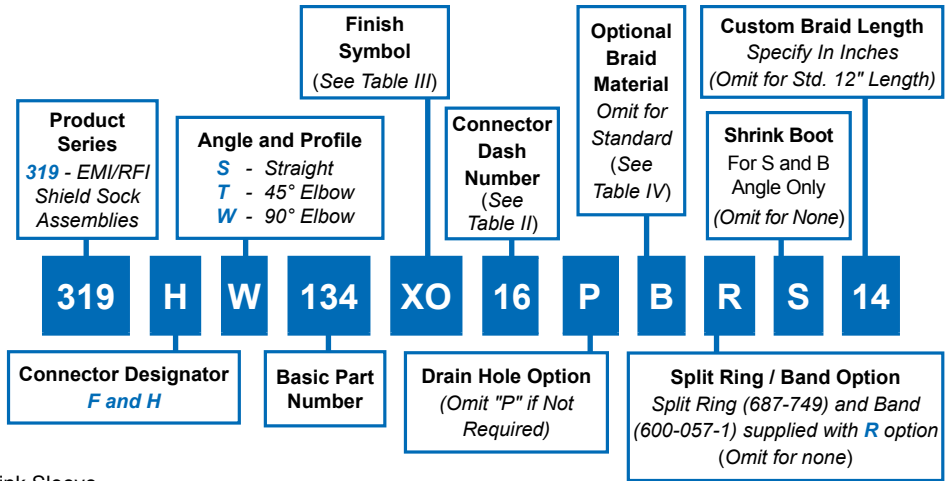 Finish
Symbol
(See Table III)
Optional
Braid
Material
Omit for
Standard
(See
Table IV)
Custom Braid Length
Specify In Inches
(Omit for Std. 12" Length)
Product
Series
319 - EMI/RFI
Shield Sock
Assemblies
Angle and Profile
S - Straight
T - 45° Elbow
W - 90° Elbow
Connector
Dash
Number
(See
Table II)
Shrink Boot
For S and B
Angle Only
(Omit for None)
319 H W 134 XO 16 P B R S 14
Connector Designator
F and H
Basic Part
Number
Drain Hole Option
(Omit "P" if Not
Required)
Split Ring / Band Option
Split Ring (687-749) and Band
(600-057-1) supplied with R option
(Omit for none)